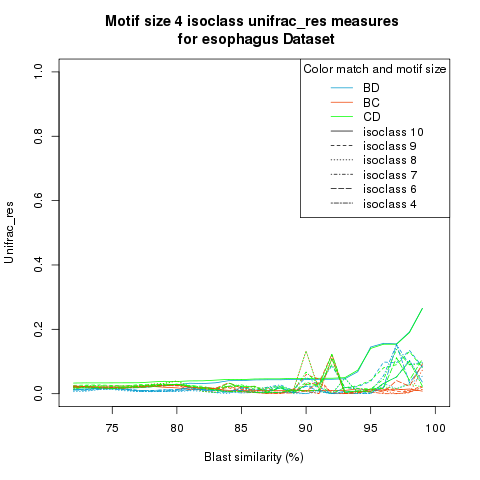 Motif size 4 isoclass unifrac_res measures
for esophagus Dataset
Color match and motif size
BD
BC
CD
isoclass 10
isoclass 9
isoclass 8
isoclass 7
isoclass 6
isoclass 4
Unifrac_res
1.0
0.8
0.6
0.4
0.2
0.0
75 80 85 90 95 100
Blast similarity (%)